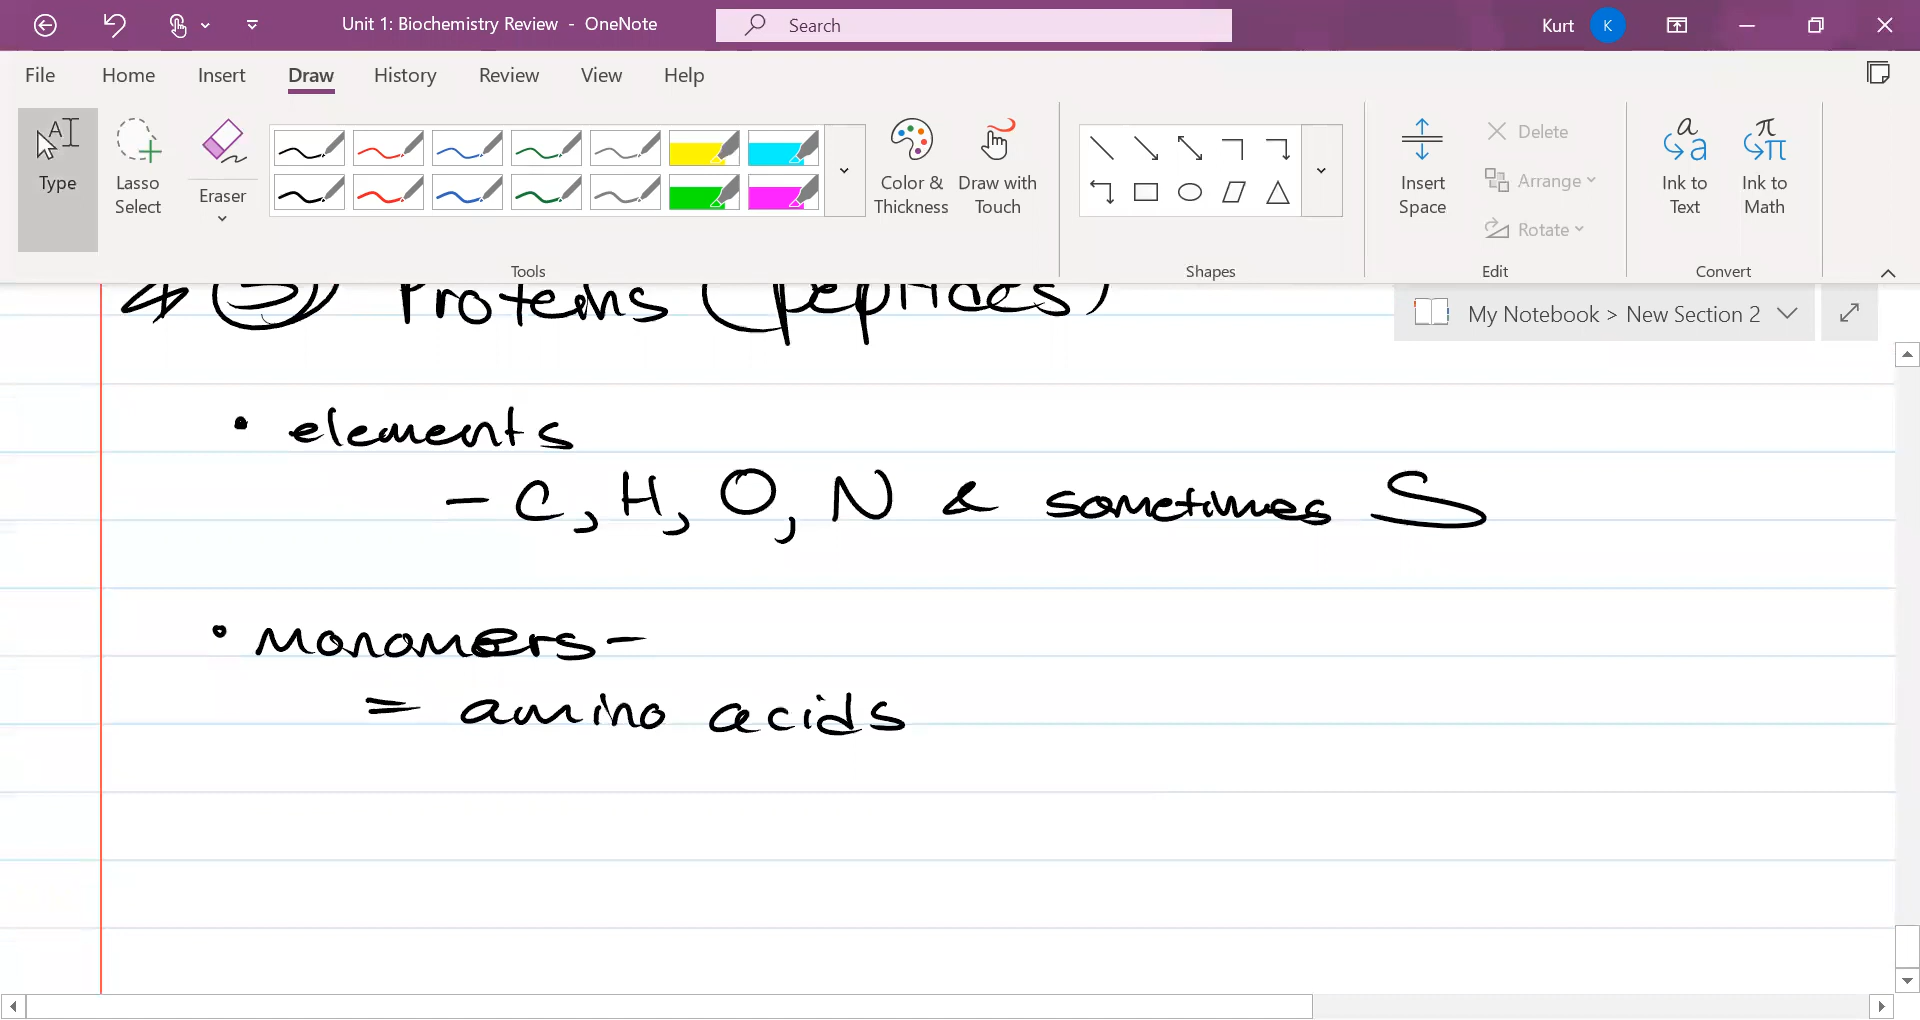 Unit 1: Biochemistry Review - OneNote
Search
Kurt
K
File Home Insert Draw History Review View Help
Type
Lasso Select
Eraser
Color & Thickness
Draw with Touch
Insert Space
Delete
Arrange
Rotate
Ink to Text
Ink to Math
Tools
Shapes
Edit
Convert
My Notebook > New Section 2
Proteins (peptides)
• elements
- C, H, O, N & sometimes S
• monomers -
= amino acids